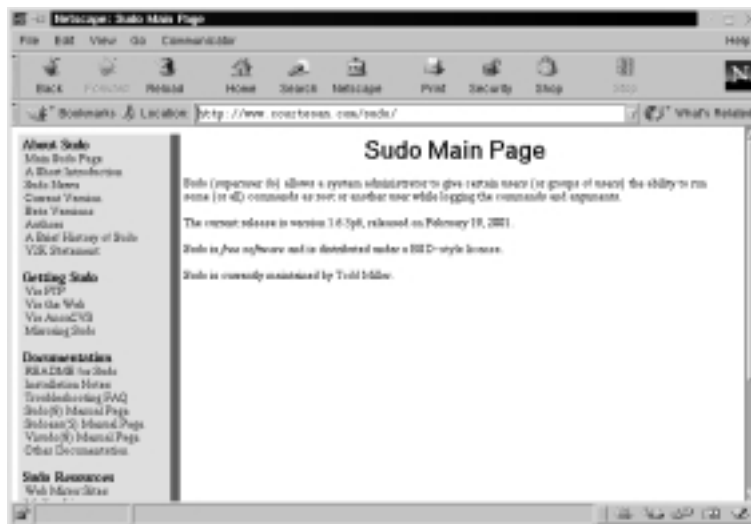 Netscape: Sudo Main Page
File Edit View Go Communicator Help
Back Forward Reload Home Search Netscape Print Security Shop Stop
Bookmarks Location: http://www.courtesan.com/sudo/ What's Related
About Sudo
Main Sudo Page
A Short Introduction
Sudo News
Current Version
Beta Versions
Authors
A Brief History of Sudo
Y2K Statement
Getting Sudo
Via FTP
Via the Web
Via AnonCVS
Mirroring Sudo
Documentation
README for Sudo
Installation Notes
Troubleshooting FAQ
Sudo(8) Manual Page
Sudoers(5) Manual Page
Visudo(8) Manual Page
Other Documentation
Sudo Resources
Web Mirror Sites
Sudo Main Page
Sudo (superuser do) allows a system administrator to give certain users (or groups of users) the ability to run
some (or all) commands as root or another user while logging the commands and arguments.
The current release is version 1.6.3p6, released on February 19, 2001.
Sudo is free software and is distributed under a BSD-style license.
Sudo is currently maintained by Todd Miller.